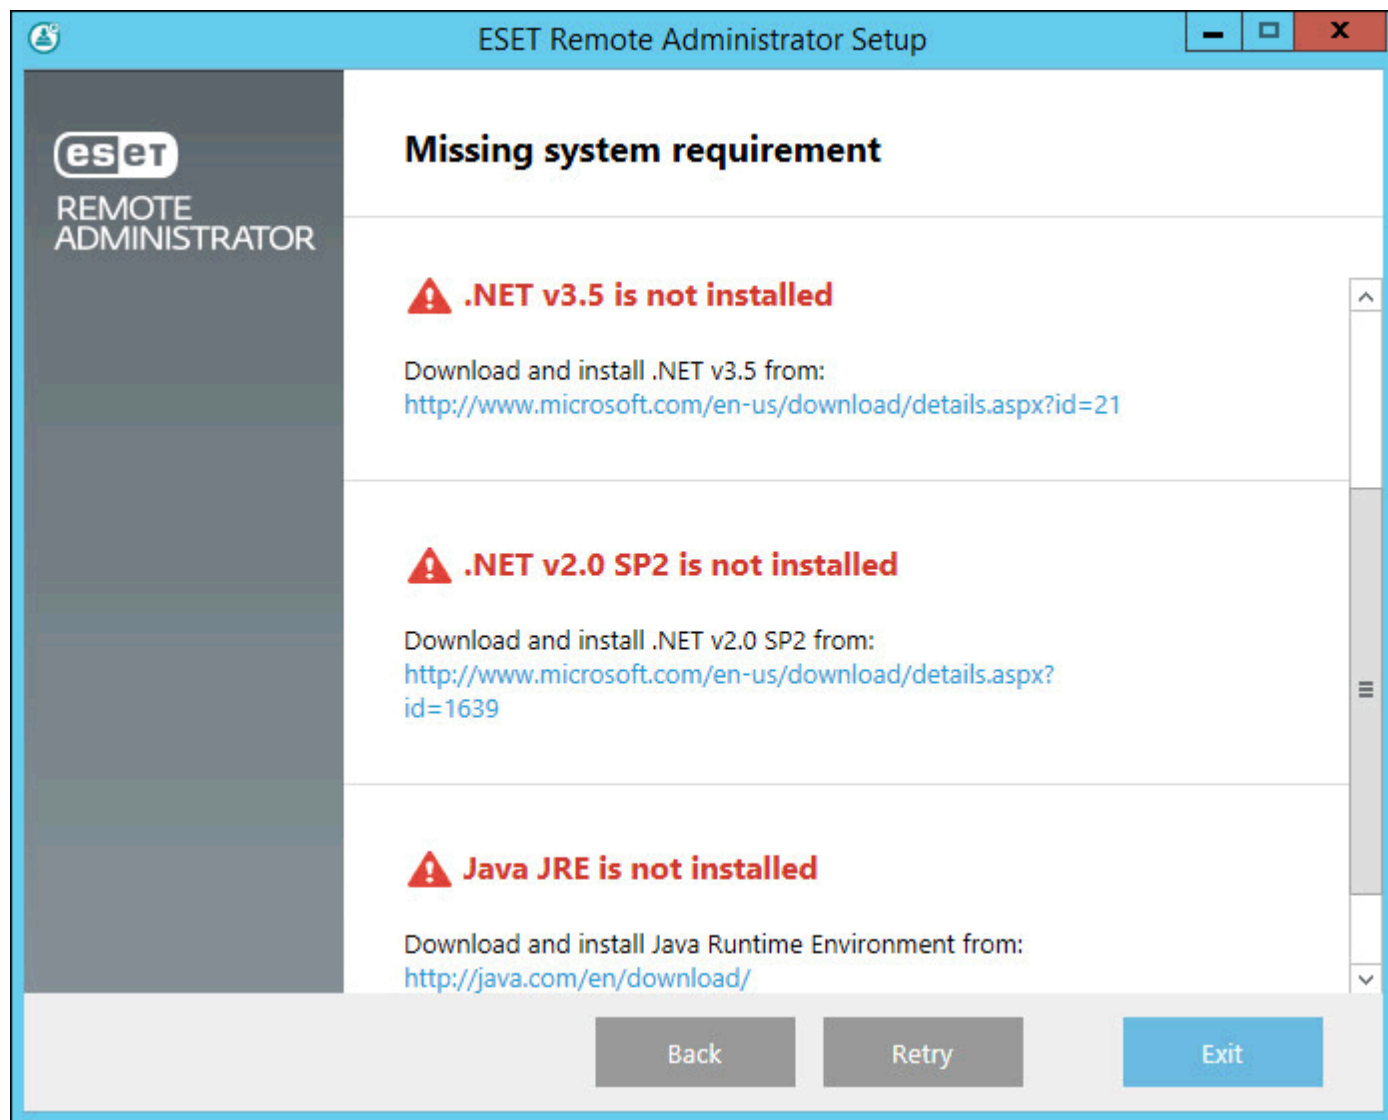 ESET Remote Administrator Setup
eset
REMOTE
ADMINISTRATOR
Missing system requirement
.NET v3.5 is not installed
Download and install .NET v3.5 from:
http://www.microsoft.com/en-us/download/details.aspx?id=21
.NET v2.0 SP2 is not installed
Download and install .NET v2.0 SP2 from:
http://www.microsoft.com/en-us/download/details.aspx?
id=1639
Java JRE is not installed
Download and install Java Runtime Environment from:
http://java.com/en/download/
Back
Retry
Exit